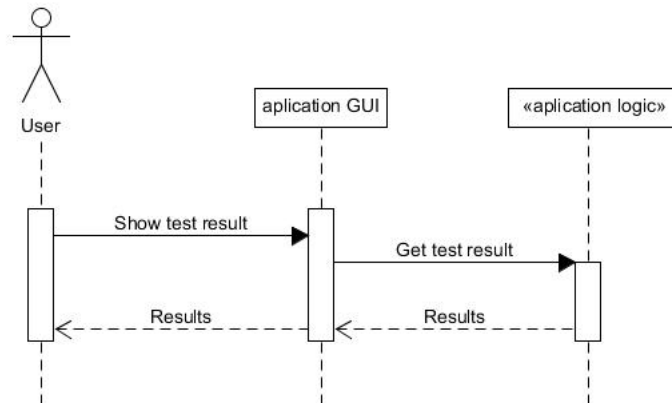 User
aplication GUI
«aplication logic»
Show test result
Get test result
Results
Results